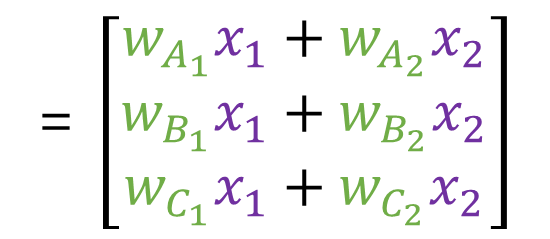 w_{A_1} x_1 + w_{A_2} x_2
= w_{B_1} x_1 + w_{B_2} x_2
w_{C_1} x_1 + w_{C_2} x_2